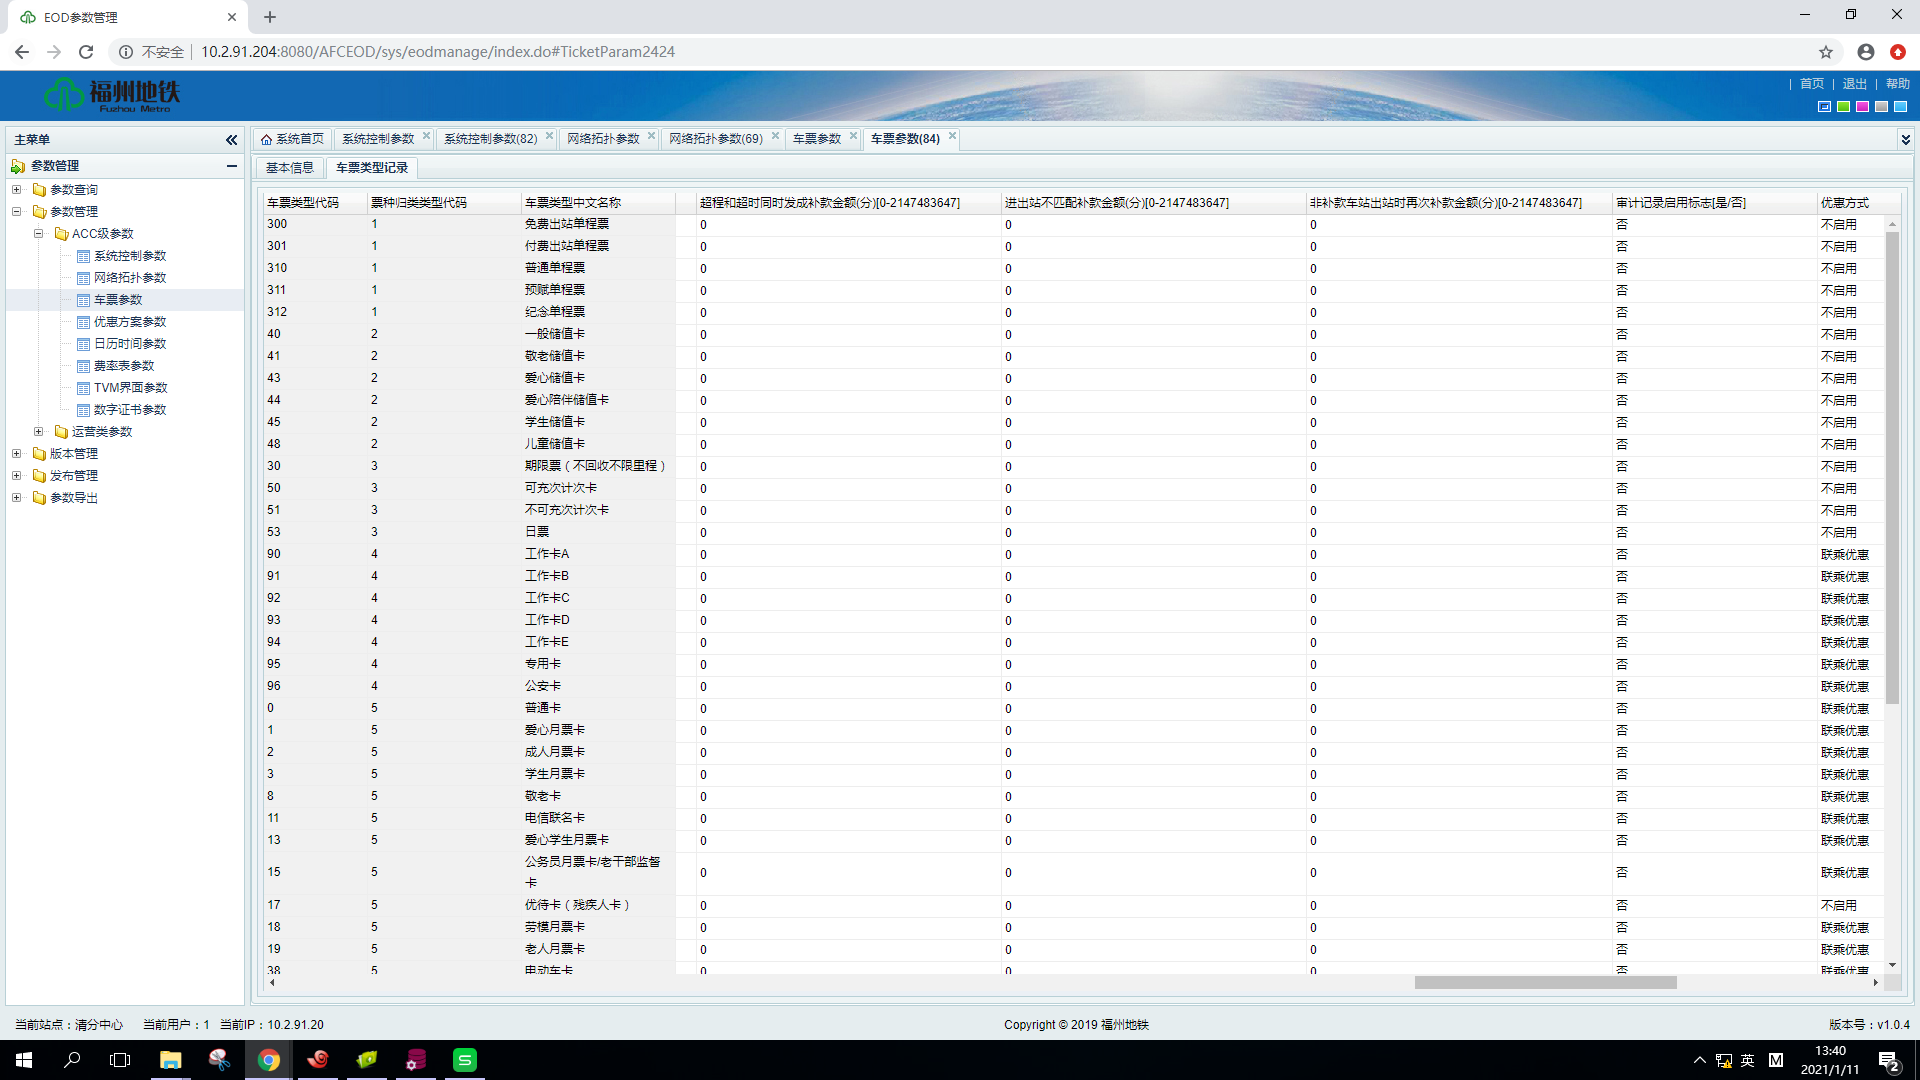 EOD参数管理
不安全 10.2.91.204:8080/AFCEOD/sys/eodmanage/index.do#TicketParam2424
福州地铁
Fuzhou Metro
首页 | 退出 | 帮助
主菜单
参数管理
参数查询
参数管理
ACC级参数
系统控制参数
网络拓扑参数
车票参数
优惠方案参数
日历时间参数
费率表参数
TVM界面参数
数字证书参数
运营类参数
版本管理
发布管理
参数导出
系统首页 系统控制参数 系统控制参数(82) 网络拓扑参数 网络拓扑参数(69) 车票参数 车票参数(84)
基本信息 车票类型记录
车票类型代码 票种归类类型代码 车票类型中文名称 超程和超时同时发成补款金额(分)[0-2147483647] 进出站不匹配补款金额(分)[0-2147483647] 非补款车站出站时再次补款金额(分)[0-2147483647] 审计记录启用标志[是/否] 优惠方式
300 1 免费出站单程票 0 0 0 否 不启用
301 1 付费出站单程票 0 0 0 否 不启用
310 1 普通单程票 0 0 0 否 不启用
311 1 预赋单程票 0 0 0 否 不启用
312 1 纪念单程票 0 0 0 否 不启用
40 2 一般储值卡 0 0 0 否 不启用
41 2 敬老储值卡 0 0 0 否 不启用
43 2 爱心储值卡 0 0 0 否 不启用
44 2 爱心陪伴储值卡 0 0 0 否 不启用
45 2 学生储值卡 0 0 0 否 不启用
48 2 儿童储值卡 0 0 0 否 不启用
30 3 期限票（不回收不限里程） 0 0 0 否 不启用
50 3 可充次计次卡 0 0 0 否 不启用
51 3 不可充次计次卡 0 0 0 否 不启用
53 3 日票 0 0 0 否 不启用
90 4 工作卡A 0 0 0 否 联乘优惠
91 4 工作卡B 0 0 0 否 联乘优惠
92 4 工作卡C 0 0 0 否 联乘优惠
93 4 工作卡D 0 0 0 否 联乘优惠
94 4 工作卡E 0 0 0 否 联乘优惠
95 4 专用卡 0 0 0 否 联乘优惠
96 4 公安卡 0 0 0 否 联乘优惠
0 5 普通卡 0 0 0 否 联乘优惠
1 5 爱心月票卡 0 0 0 否 联乘优惠
2 5 成人月票卡 0 0 0 否 联乘优惠
3 5 学生月票卡 0 0 0 否 联乘优惠
8 5 敬老卡 0 0 0 否 联乘优惠
11 5 电信联名卡 0 0 0 否 联乘优惠
13 5 爱心学生月票卡 0 0 0 否 联乘优惠
15 5 公务员月票卡/老干部监督卡 0 0 0 否 联乘优惠
17 5 优待卡（残疾人卡） 0 0 0 否 不启用
18 5 劳模月票卡 0 0 0 否 联乘优惠
19 5 老人月票卡 0 0 0 否 联乘优惠
38 5 电动车卡 0 0 0 否 联乘优惠
当前站点：清分中心 当前用户：1 当前IP：10.2.91.20
Copyright © 2019 福州地铁
版本号：v1.0.4
英 M
13:40
2021/1/11
2